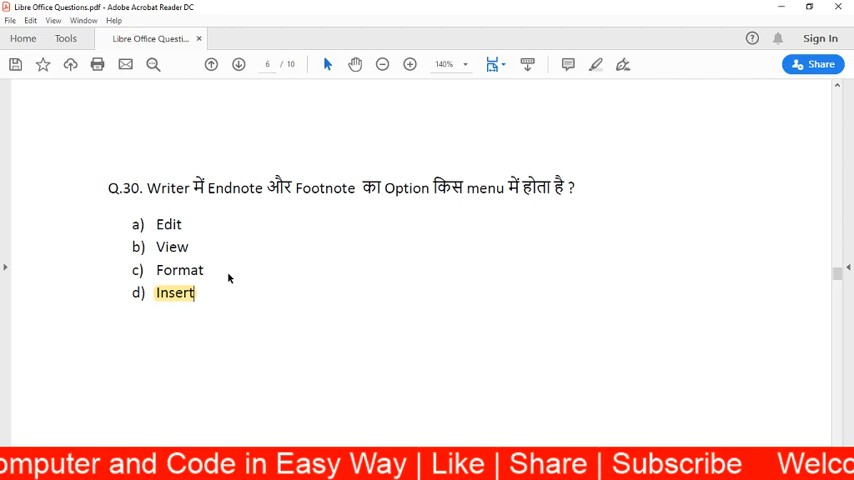 Libre Office Questions.pdf - Adobe Acrobat Reader DC
File Edit View Window Help
Home Tools Libre Office Questi... × Sign In
6 / 10 140% Share
Q.30. Writer में Endnote और Footnote का Option किस menu में होता है ?
a) Edit
b) View
c) Format
d) Insert
omputer and Code in Easy Way | Like | Share | Subscribe Welco